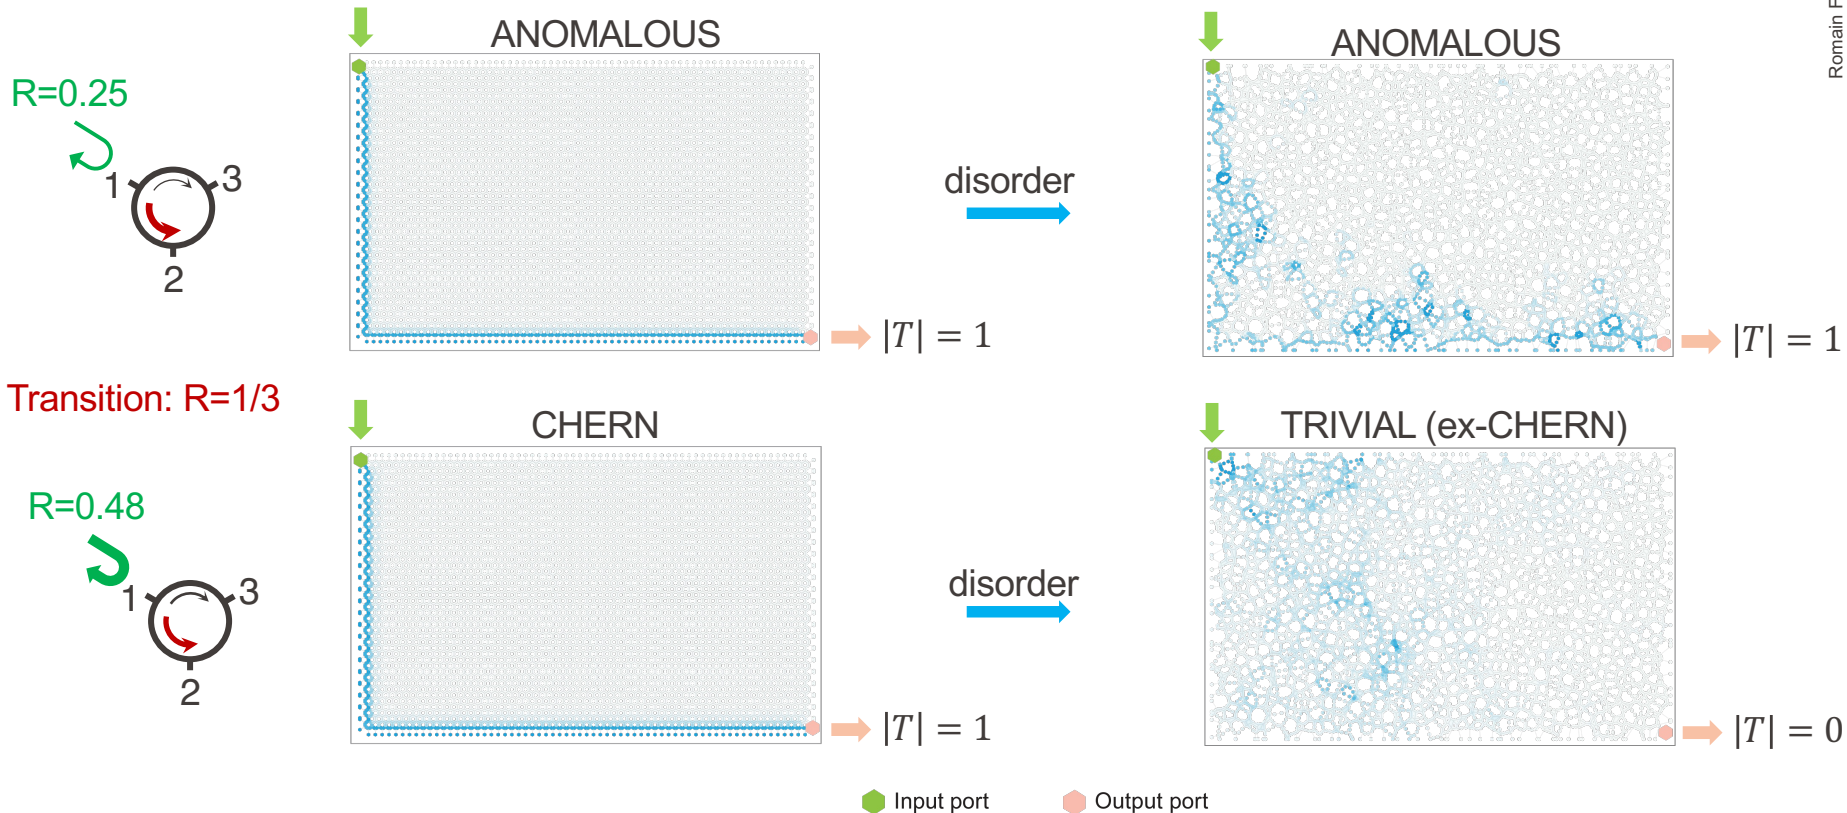 ANOMALOUS
ANOMALOUS
Romain F
R=0.25
1
3
2
disorder
|T| = 1
|T| = 1
Transition: R=1/3
CHERN
TRIVIAL (ex-CHERN)
R=0.48
1
3
2
disorder
|T| = 1
|T| = 0
Input port
Output port